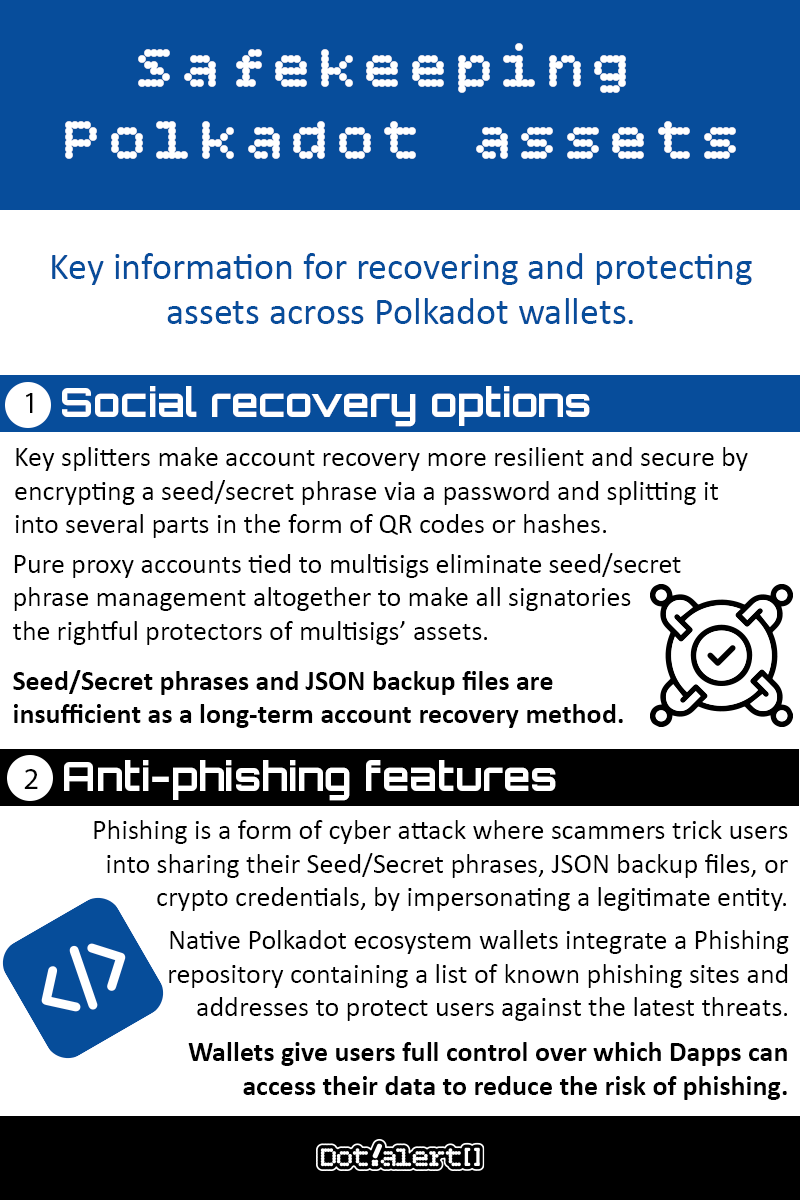 Safekeeping
Polkadot assets
Key information for recovering and protecting
assets across Polkadot wallets.
1 Social recovery options
Key splitters make account recovery more resilient and secure by
encrypting a seed/secret phrase via a password and splitting it
into several parts in the form of QR codes or hashes.
Pure proxy accounts tied to multisigs eliminate seed/secret
phrase management altogether to make all signatories
the rightful protectors of multisigs’ assets.
Seed/Secret phrases and JSON backup files are
insufficient as a long-term account recovery method.
2 Anti-phishing features
Phishing is a form of cyber attack where scammers trick users
into sharing their Seed/Secret phrases, JSON backup files, or
crypto credentials, by impersonating a legitimate entity.
Native Polkadot ecosystem wallets integrate a Phishing
repository containing a list of known phishing sites and
addresses to protect users against the latest threats.
Wallets give users full control over which Dapps can
access their data to reduce the risk of phishing.
Dot!alert[]